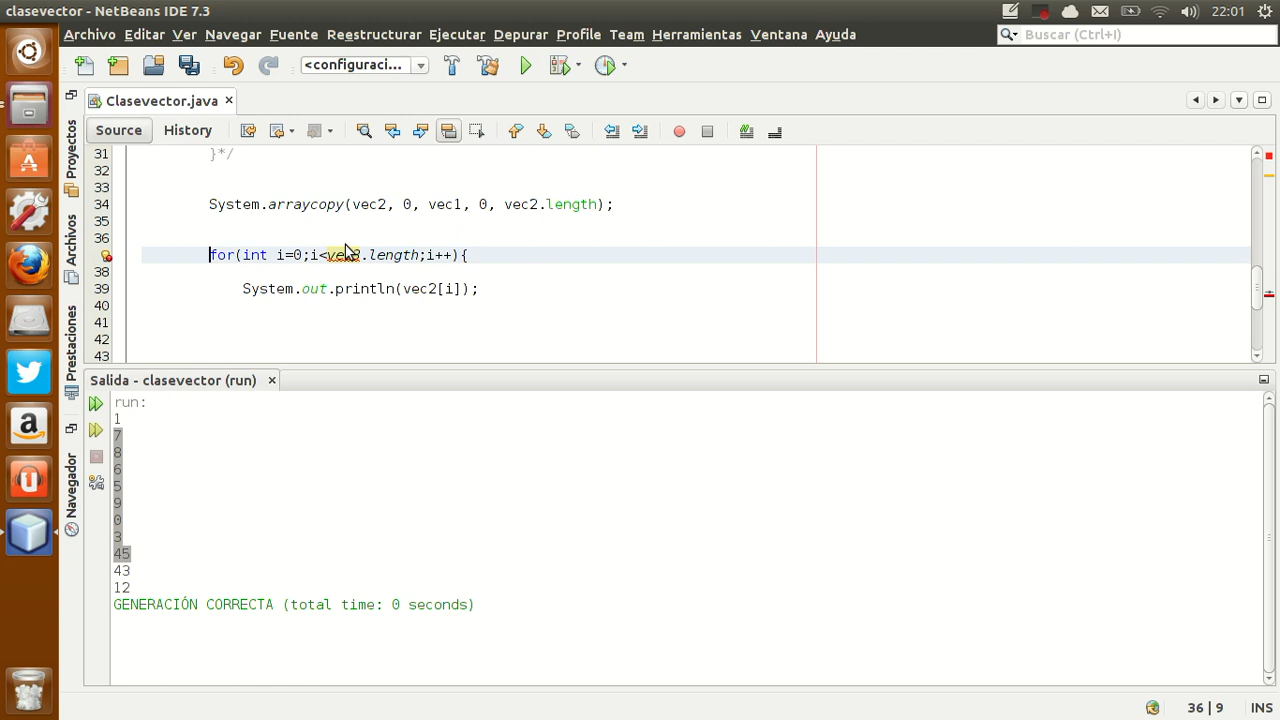 clasevector - NetBeans IDE 7.3
22:01
Archivo Editar Ver Navegar Fuente Reestructurar Ejecutar Depurar Profile Team Herramientas Ventana Ayuda
Buscar (Ctrl+I)
<configuraci...
Clasevector.java
Source History
Proyectos
Archivos
Prestaciones
Navegador
31 }*/
32
33
34 System.arraycopy(vec2, 0, vec1, 0, vec2.length);
35
36
for(int i=0;i< .length;i++){
38
39 System.out.println(vec2[i]);
40
41
42
43
Salida - clasevector (run)
run:
1
7
8
6
5
9
0
3
45
43
12
GENERACIÓN CORRECTA (total time: 0 seconds)
36 | 9 INS